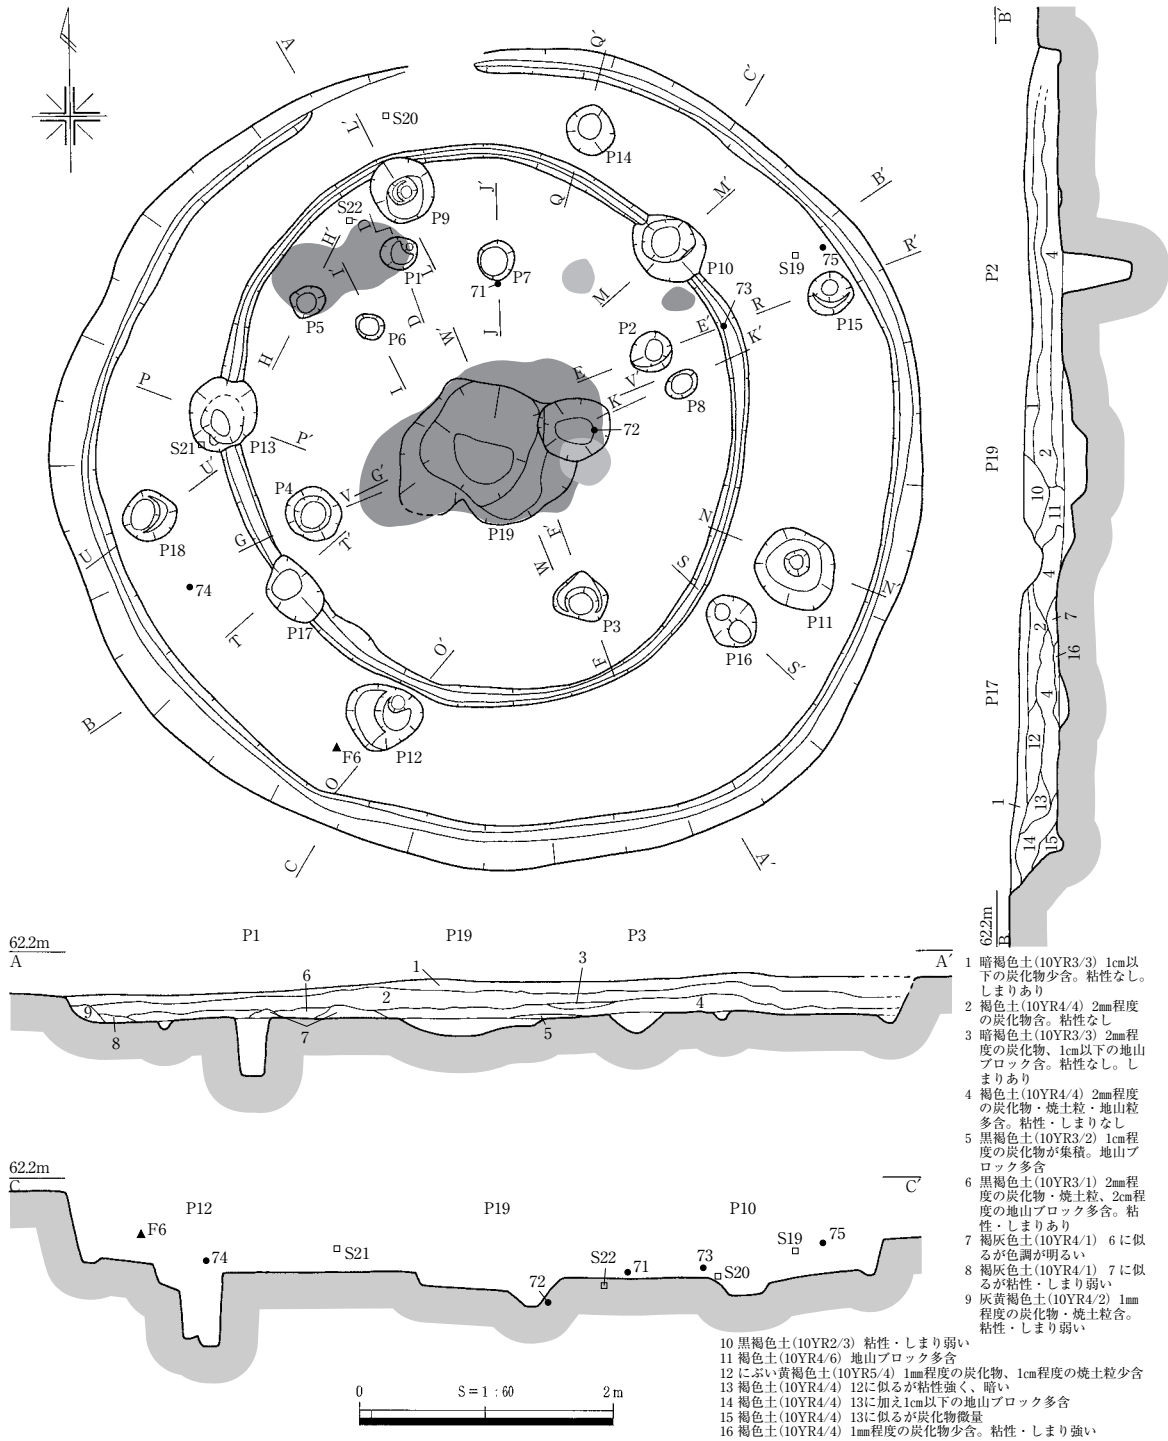 A
Q'
C'
B'
L'
S20
P14
J'
M'
B'
S22
D'
P9
Q
R'
H'
P1
L
P7
71
P10
S19
75
I'
M
73
R
P15
P5
D
W'
J
P2
E'
K'
P6
H
E
V'
P8
P
I
K
72
S21
P13
P'
U'
G'
P4
V
N
P18
G
T'
P19
F'
W
S
U
74
P11
N'
P17
T
P3
P16
O'
F
S'
B
P12
F6
O
C
A'
B'
4
P2
P19
2
10
11
4
7
2
16
P17
4
12
1
13
14
15
62.2m
B
62.2m
A
P1
P19
P3
A'
1
3
6
2
4
9
8
7
5
62.2m
C
P12
P19
P10
C'
F6
74
S21
S22
71
73
S20
S19
75
72
1 暗褐色土(10YR3/3) 1㎝以
下の炭化物少含。粘性なし。
しまりあり
2 褐色土(10YR4/4) 2㎜程度
の炭化物含。粘性なし
3 暗褐色土(10YR3/3) 2㎜程
度の炭化物、1㎝以下の地山
ブロック含。粘性なし。し
まりあり
4 褐色土(10YR4/4) 2㎜程度
の炭化物・焼土粒・地山粒
多含。粘性・しまりなし
5 黒褐色土(10YR3/2) 1㎝程
度の炭化物が集積。地山ブ
ロック多含
6 黒褐色土(10YR3/1) 2㎜程
度の炭化物・焼土粒、2㎝程
度の地山ブロック多含。粘
性・しまりあり
7 褐灰色土(10YR4/1) 6に似
るが色調が明るい
8 褐灰色土(10YR4/1) 7に似
るが粘性・しまり弱い
9 灰黄褐色土(10YR4/2) 1㎜
程度の炭化物・焼土粒含。
粘性・しまり弱い
10 黒褐色土(10YR2/3) 粘性・しまり弱い
11 褐色土(10YR4/6) 地山ブロック多含
12 にぶい黄褐色土(10YR5/4) 1㎜程度の炭化物、1㎝程度の焼土粒少含
13 褐色土(10YR4/4) 12に似るが粘性強く、暗い
14 褐色土(10YR4/4) 13に加え1㎝以下の地山ブロック多含
15 褐色土(10YR4/4) 13に似るが炭化物微量
16 褐色土(10YR4/4) 1㎜程度の炭化物少含。粘性・しまり強い
0
S=1:60
2m